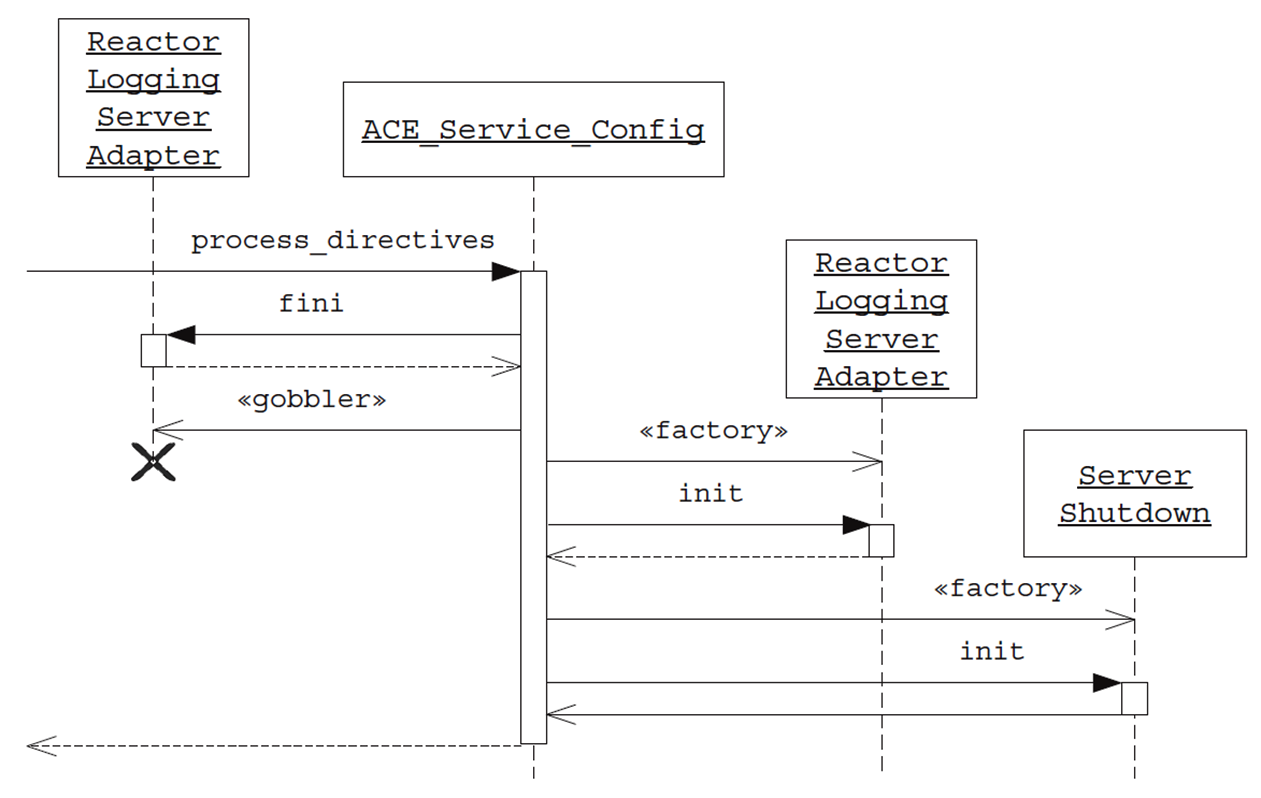 Reactor
Logging
Server
Adapter
ACE_Service_Config
process_directives
fini
«gobbler»
Reactor
Logging
Server
Adapter
«factory»
init
Server
Shutdown
«factory»
init